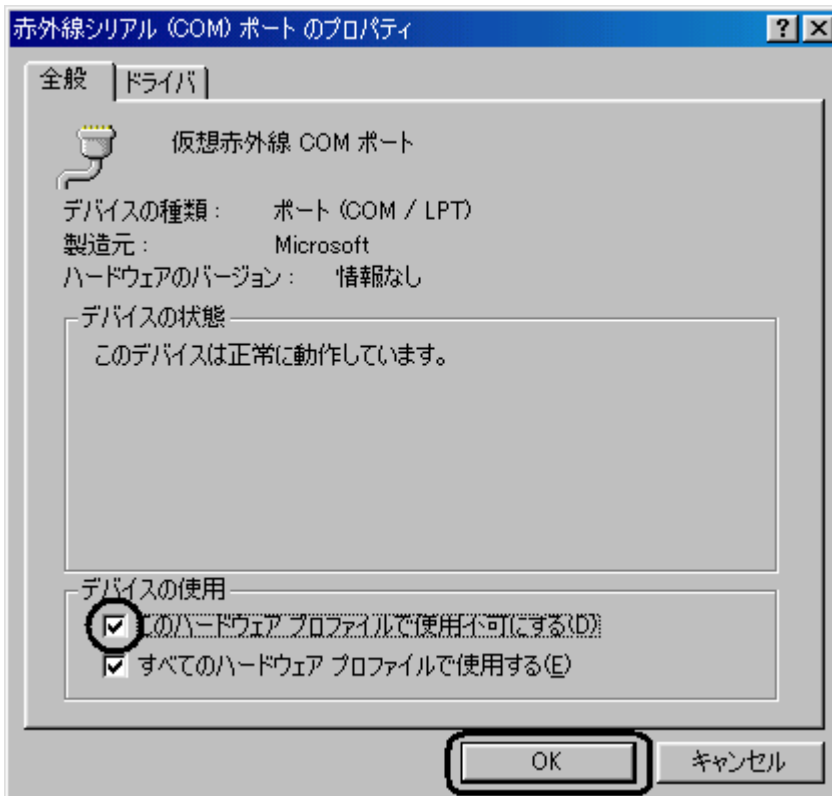 赤外線シリアル (COM) ポート のプロパティ
全般
ドライバ
仮想赤外線 COM ポート
デバイスの種類: ポート (COM / LPT)
製造元: Microsoft
ハードウェアのバージョン: 情報なし
デバイスの状態
このデバイスは正常に動作しています。
デバイスの使用
このハードウェア プロファイルで使用不可にする(D)
すべてのハードウェア プロファイルで使用する(E)
OK
キャンセル